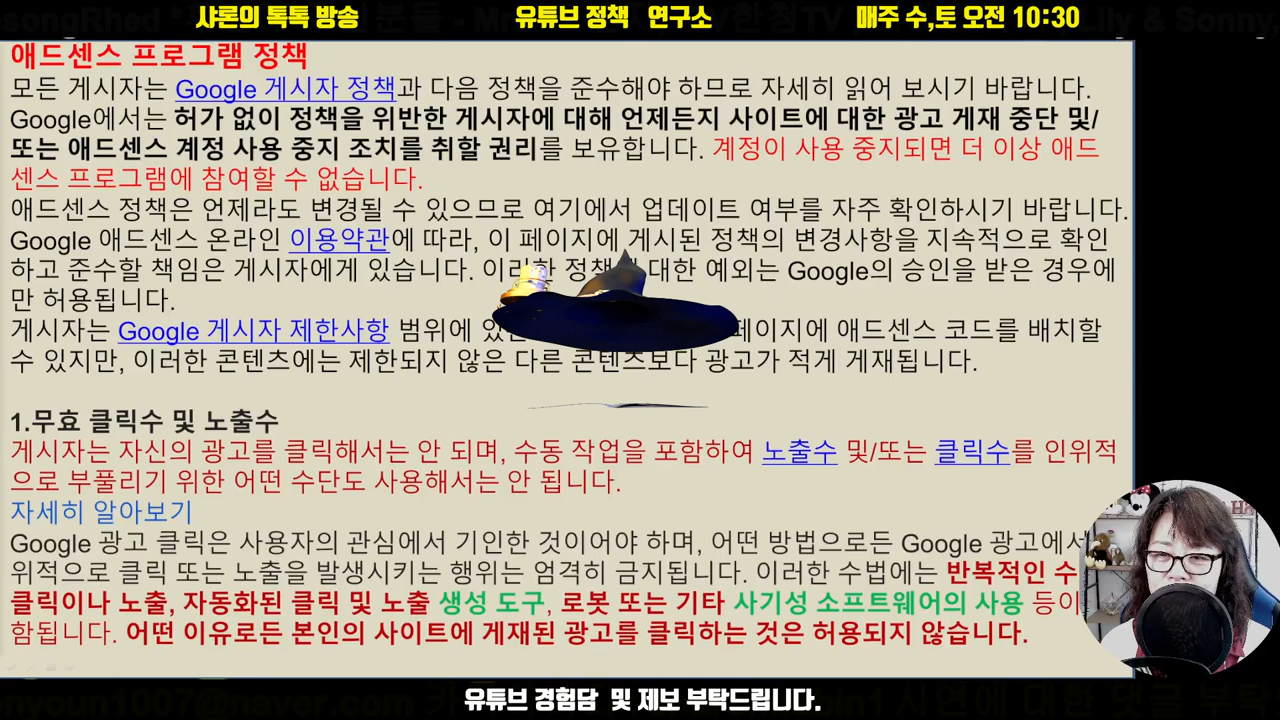 샤론의 톡톡 방송 유튜브 정책 연구소 매주 수,토 오전 10:30
애드센스 프로그램 정책
모든 게시자는 Google 게시자 정책과 다음 정책을 준수해야 하므로 자세히 읽어 보시기 바랍니다.
Google에서는 허가 없이 정책을 위반한 게시자에 대해 언제든지 사이트에 대한 광고 게재 중단 및/
또는 애드센스 계정 사용 중지 조치를 취할 권리를 보유합니다. 계정이 사용 중지되면 더 이상 애드
센스 프로그램에 참여할 수 없습니다.
애드센스 정책은 언제라도 변경될 수 있으므로 여기에서 업데이트 여부를 자주 확인하시기 바랍니다.
Google 애드센스 온라인 이용약관에 따라, 이 페이지에 게시된 정책의 변경사항을 지속적으로 확인
하고 준수할 책임은 게시자에게 있습니다. 이러한 정책에 대한 예외는 Google의 승인을 받은 경우에
만 허용됩니다.
게시자는 Google 게시자 제한사항 범위에 페이지에 애드센스 코드를 배치할
수 있지만, 이러한 콘텐츠에는 제한되지 않은 다른 콘텐츠보다 광고가 적게 게재됩니다.
1.무효 클릭수 및 노출수
게시자는 자신의 광고를 클릭해서는 안 되며, 수동 작업을 포함하여 노출수 및/또는 클릭수를 인위적
으로 부풀리기 위한 어떤 수단도 사용해서는 안 됩니다.
자세히 알아보기
Google 광고 클릭은 사용자의 관심에서 기인한 것이어야 하며, 어떤 방법으로든 Google 광고에서
위적으로 클릭 또는 노출을 발생시키는 행위는 엄격히 금지됩니다. 이러한 수법에는 반복적인 수
클릭이나 노출, 자동화된 클릭 및 노출 생성 도구, 로봇 또는 기타 사기성 소프트웨어의 사용 등이
함됩니다. 어떤 이유로든 본인의 사이트에 게재된 광고를 클릭하는 것은 허용되지 않습니다.
유튜브 경험담 및 제보 부탁드립니다.